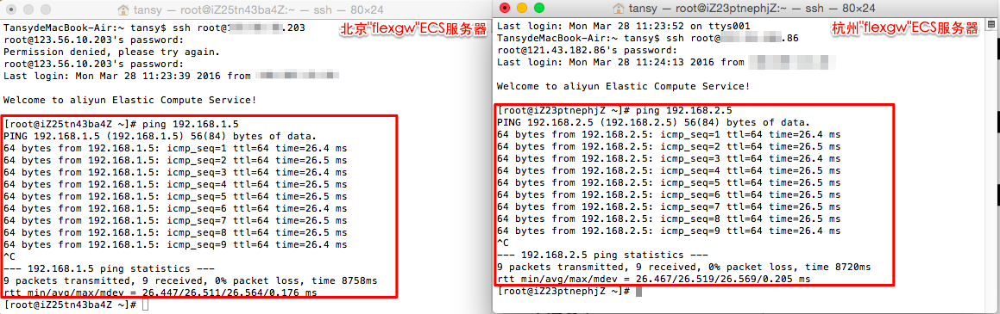 tansy — root@iZ25tn43ba4Z:~ — ssh — 80×24
TansydeMacBook-Air:~ tansy$ ssh root@1 .203
北京"flexgw"ECS服务器
root@123.56.10.203's password:
Permission denied, please try again.
root@123.56.10.203's password:
Last login: Mon Mar 28 11:23:39 2016 from
Welcome to aliyun Elastic Compute Service!
[root@iZ25tn43ba4Z ~]# ping 192.168.1.5
PING 192.168.1.5 (192.168.1.5) 56(84) bytes of data.
64 bytes from 192.168.1.5: icmp_seq=1 ttl=64 time=26.4 ms
64 bytes from 192.168.1.5: icmp_seq=2 ttl=64 time=26.5 ms
64 bytes from 192.168.1.5: icmp_seq=3 ttl=64 time=26.4 ms
64 bytes from 192.168.1.5: icmp_seq=4 ttl=64 time=26.5 ms
64 bytes from 192.168.1.5: icmp_seq=5 ttl=64 time=26.5 ms
64 bytes from 192.168.1.5: icmp_seq=6 ttl=64 time=26.4 ms
64 bytes from 192.168.1.5: icmp_seq=7 ttl=64 time=26.5 ms
64 bytes from 192.168.1.5: icmp_seq=8 ttl=64 time=26.5 ms
64 bytes from 192.168.1.5: icmp_seq=9 ttl=64 time=26.4 ms
^C
--- 192.168.1.5 ping statistics ---
9 packets transmitted, 9 received, 0% packet loss, time 8758ms
rtt min/avg/max/mdev = 26.447/26.511/26.564/0.176 ms
[root@iZ25tn43ba4Z ~]#
tansy — root@iZ23ptnephjZ:~ — ssh — 80×24
Last login: Mon Mar 28 11:23:52 on ttys001
杭州"flexgw"ECS服务器
TansydeMacBook-Air:~ tansy$ ssh root@ .86
root@121.43.182.86's password:
Last login: Mon Mar 28 11:24:13 2016 from
Welcome to aliyun Elastic Compute Service!
[root@iZ23ptnephjZ ~]# ping 192.168.2.5
PING 192.168.2.5 (192.168.2.5) 56(84) bytes of data.
64 bytes from 192.168.2.5: icmp_seq=1 ttl=64 time=26.4 ms
64 bytes from 192.168.2.5: icmp_seq=2 ttl=64 time=26.5 ms
64 bytes from 192.168.2.5: icmp_seq=3 ttl=64 time=26.4 ms
64 bytes from 192.168.2.5: icmp_seq=4 ttl=64 time=26.5 ms
64 bytes from 192.168.2.5: icmp_seq=5 ttl=64 time=26.5 ms
64 bytes from 192.168.2.5: icmp_seq=6 ttl=64 time=26.5 ms
64 bytes from 192.168.2.5: icmp_seq=7 ttl=64 time=26.5 ms
64 bytes from 192.168.2.5: icmp_seq=8 ttl=64 time=26.5 ms
64 bytes from 192.168.2.5: icmp_seq=9 ttl=64 time=26.4 ms
^C
--- 192.168.2.5 ping statistics ---
9 packets transmitted, 9 received, 0% packet loss, time 8720ms
rtt min/avg/max/mdev = 26.467/26.519/26.569/0.205 ms
[root@iZ23ptnephjZ ~]#